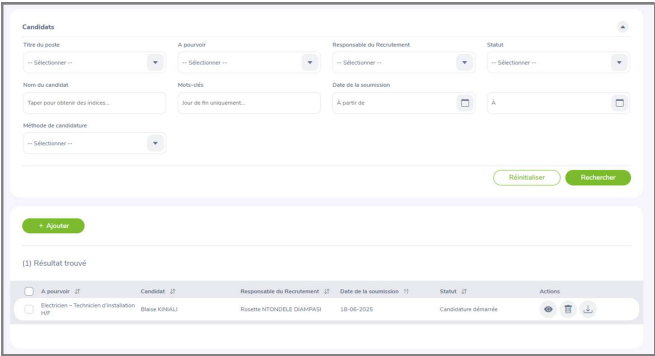 Candidats
Titre du poste
A pourvoir
Responsable du Recrutement
Statut
-- Sélectionner --
-- Sélectionner --
-- Sélectionner --
-- Sélectionner --
Nom du candidat
Mots-clés
Date de la soumission
Taper pour obtenir des indices...
Jour de fin uniquement...
À partir de
À
Méthode de candidature
-- Sélectionner --
Réinitialiser
Rechercher
+ Ajouter
(1) Résultat trouvé
A pourvoir
Candidat
Responsable du Recrutement
Date de la soumission
Statut
Actions
Electricien – Technicien d'installation
H/F
Blaise KINIALI
Rosette NTONDELE DIAMPASI
18-06-2025
Candidature démarrée